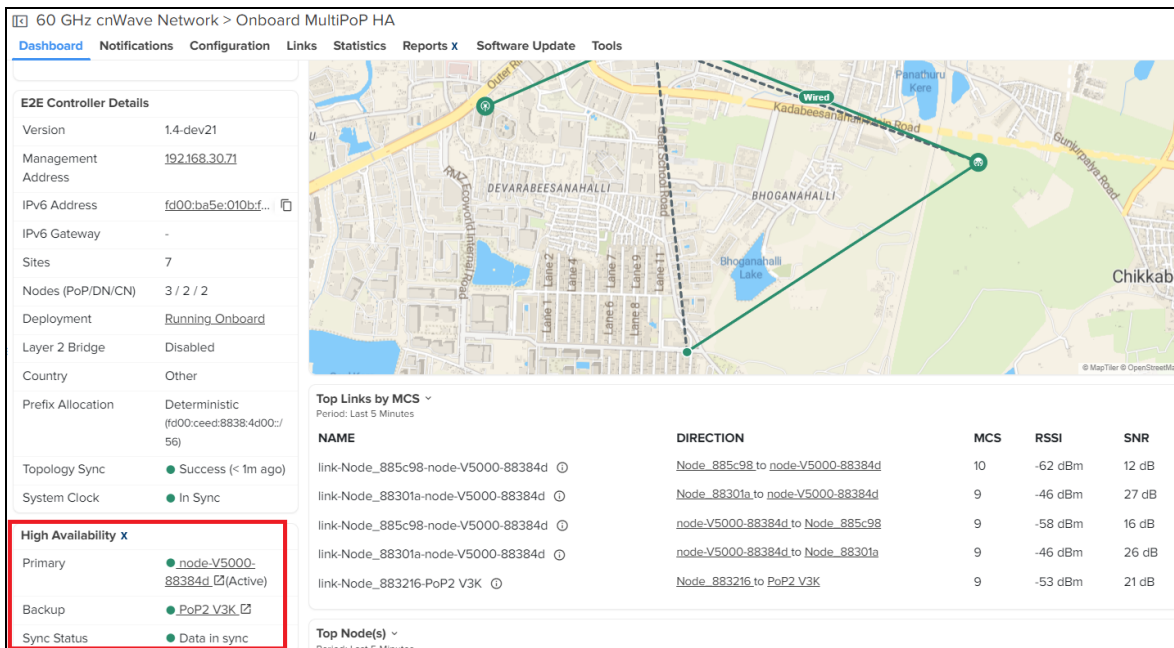 60 GHz cnWave Network > Onboard MultiPoP HA
Dashboard Notifications Configuration Links Statistics Reports X Software Update Tools
E2E Controller Details
Version 1.4-dev21
Management Address 192.168.30.71
IPv6 Address fd00:ba5e:010b:f...
IPv6 Gateway -
Sites 7
Nodes (PoP/DN/CN) 3 / 2 / 2
Deployment Running Onboard
Layer 2 Bridge Disabled
Country Other
Prefix Allocation Deterministic
(fd00:ceed:8838:4d00::/
56)
Topology Sync Success (< 1m ago)
System Clock In Sync
High Availability X
Primary node-V5000-
88384d (Active)
Backup PoP2 V3K
Sync Status Data in sync
Outer Ri
Panathuru
Kere
Wired
Kadabeesanahalli Main Road
Gunjurpalya Road
RMZ Ecoworld Internal Road
DEVARABEESANAHALLI
School Road
BHOGANAHALLI
Bhoganahalli
Lake
Lane 1
Lane 2
Lane 4
Lane 6
Lane 7
Lane 8
Lane 9
Lane 11
Chikkab
© MapTiler © OpenStreetMa
Top Links by MCS
Period: Last 5 Minutes
NAME DIRECTION MCS RSSI SNR
link-Node_885c98-node-V5000-88384d Node_885c98 to node-V5000-88384d 10 -62 dBm 12 dB
link-Node_88301a-node-V5000-88384d Node_88301a to node-V5000-88384d 9 -46 dBm 27 dB
link-Node_885c98-node-V5000-88384d node-V5000-88384d to Node_885c98 9 -58 dBm 16 dB
link-Node_88301a-node-V5000-88384d node-V5000-88384d to Node_88301a 9 -46 dBm 26 dB
link-Node_883216-PoP2 V3K Node_883216 to PoP2 V3K 9 -53 dBm 21 dB
Top Node(s)
Period: Last 5 Minutes